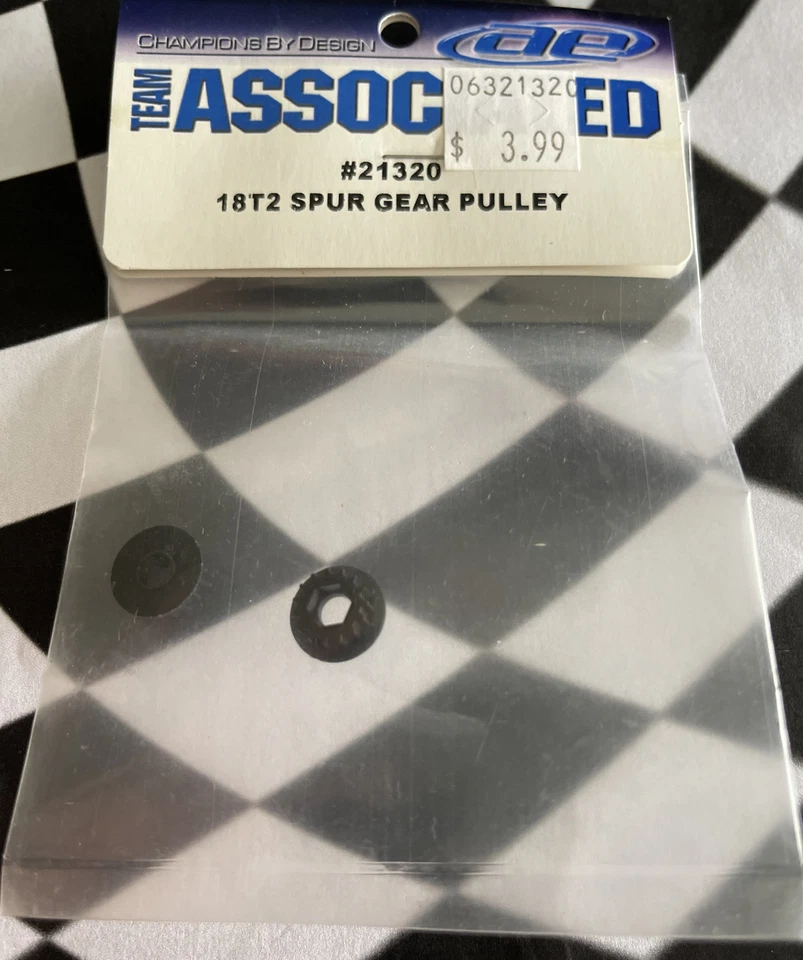 CHAMPIONS BY DESIGN
ae
TEAM
ASSOC ED
06321320
$ 3.99
#21320
18T2 SPUR GEAR PULLEY